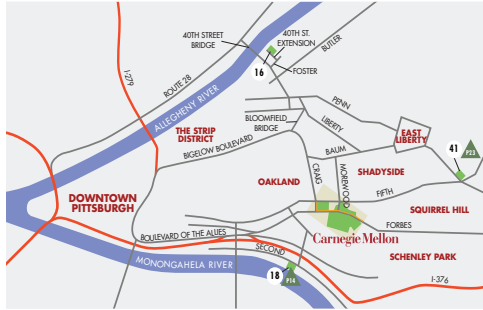 40TH STREET
BRIDGE
40TH ST.
EXTENSION
BUTLER
16
FOSTER
ROUTE 28
I-279
ALLEGHENY RIVER
PENN
BLOOMFIELD
BRIDGE
LIBERTY
THE STRIP
DISTRICT
EAST
LIBERTY
41
P23
BIGELOW BOULEVARD
BAUM
SHADYSIDE
OAKLAND
CRAIG
MOREWOOD
FIFTH
DOWNTOWN
PITTSBURGH
SQUIRREL HILL
FORBES
BOULEVARD OF THE ALLIES
Carnegie Mellon
SECOND
SCHENLEY PARK
MONONGAHELA RIVER
18
P14
I-376